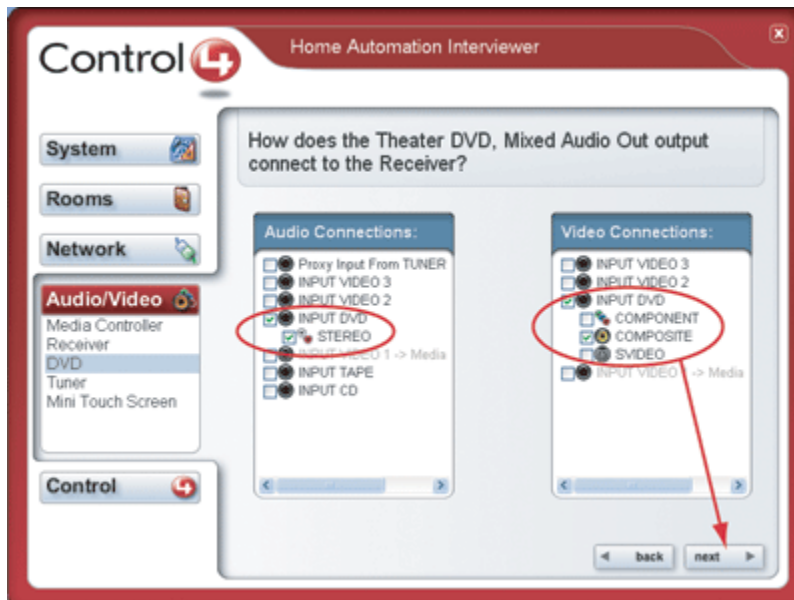 Control4
Home Automation Interviewer
System
Rooms
Network
Audio/Video
Media Controller
Receiver
DVD
Tuner
Mini Touch Screen
Control
How does the Theater DVD, Mixed Audio Out output
connect to the Receiver?
Audio Connections:
Proxy Input From TUNER
INPUT VIDEO 3
INPUT VIDEO 2
INPUT DVD
STEREO
INPUT VIDEO 1 -> Media
INPUT TAPE
INPUT CD
Video Connections:
INPUT VIDEO 3
INPUT VIDEO 2
INPUT DVD
COMPONENT
COMPOSITE
SVIDEO
INPUT VIDEO 1 -> Media
back
next